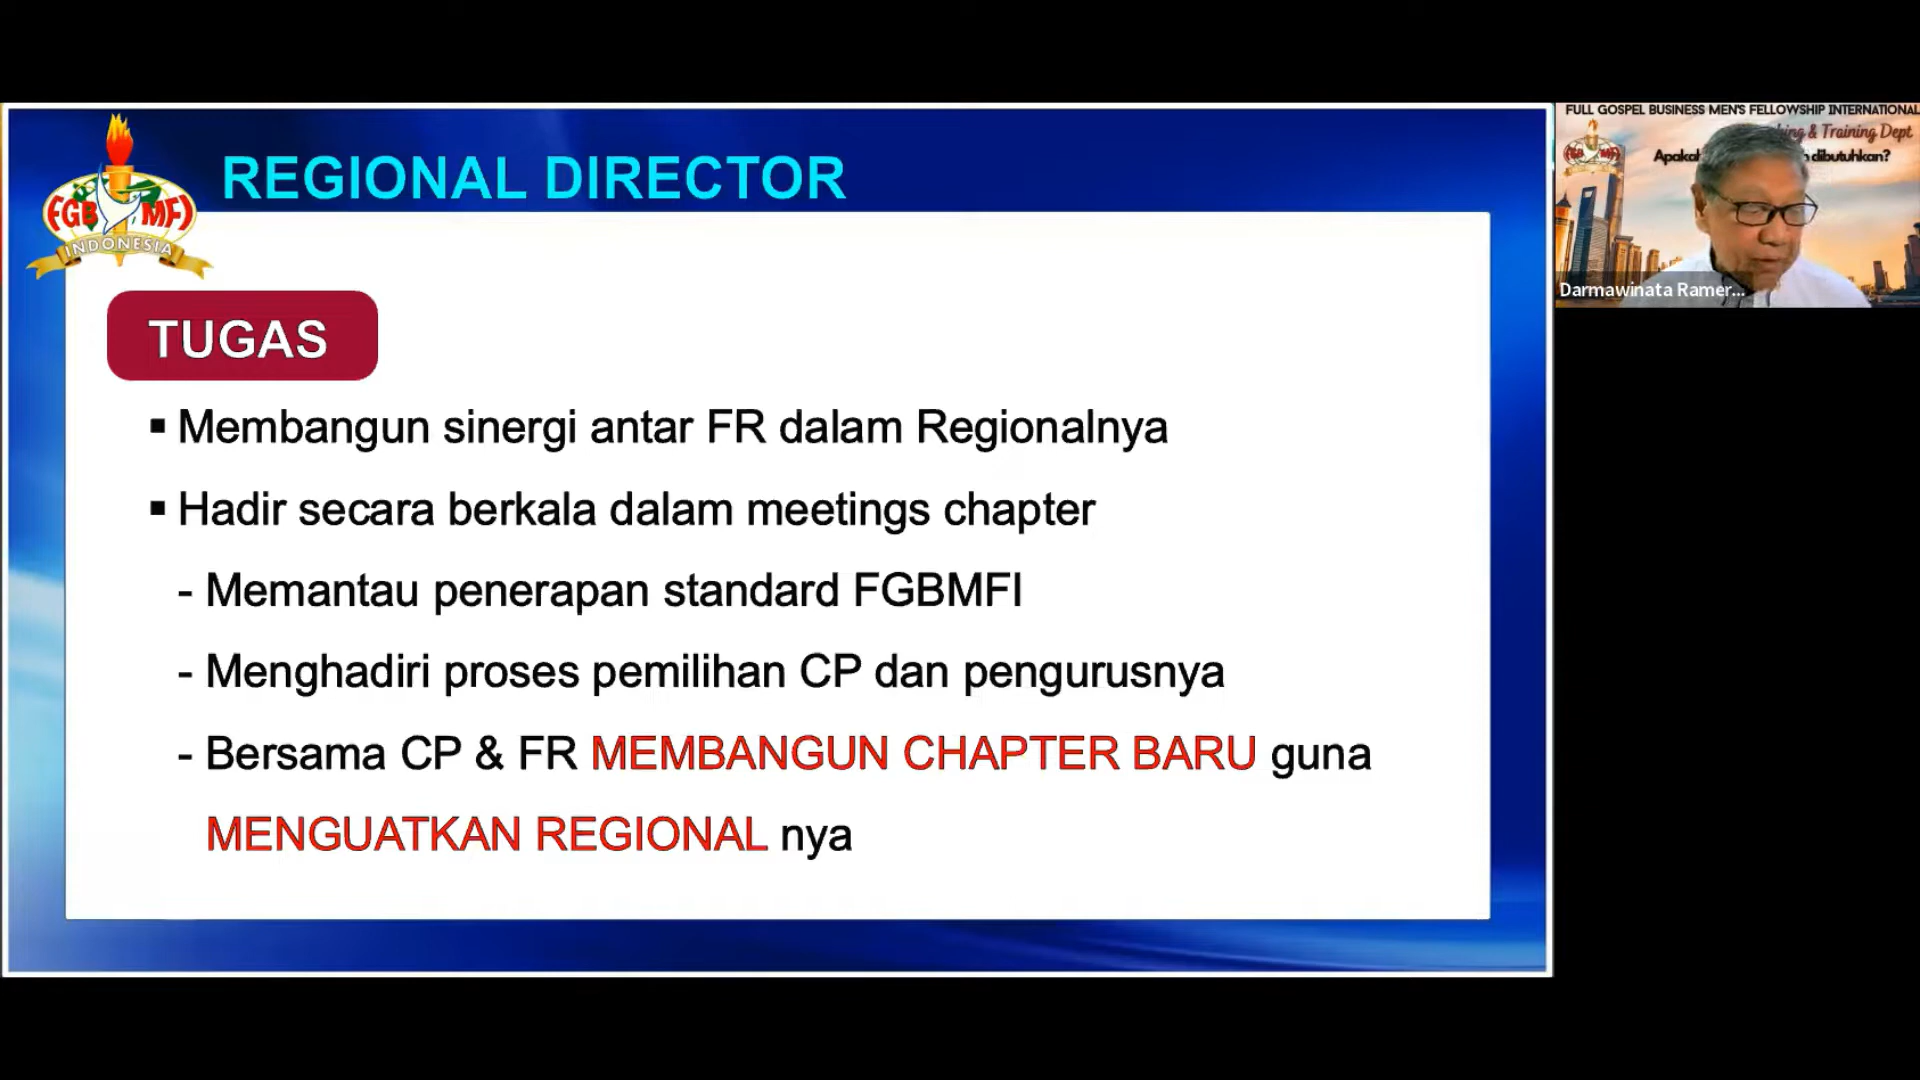 REGIONAL DIRECTOR
FGB MFI
INDONESIA
TUGAS
▪ Membangun sinergi antar FR dalam Regionalnya
▪ Hadir secara berkala dalam meetings chapter
- Memantau penerapan standard FGBMFI
- Menghadiri proses pemilihan CP dan pengurusnya
- Bersama CP & FR MEMBANGUN CHAPTER BARU guna
MENGUATKAN REGIONAL nya
FULL GOSPEL BUSINESS MEN'S FELLOWSHIP INTERNATIONAL
& Training Dept
dibutuhkan?
Darmawinata Ramer...